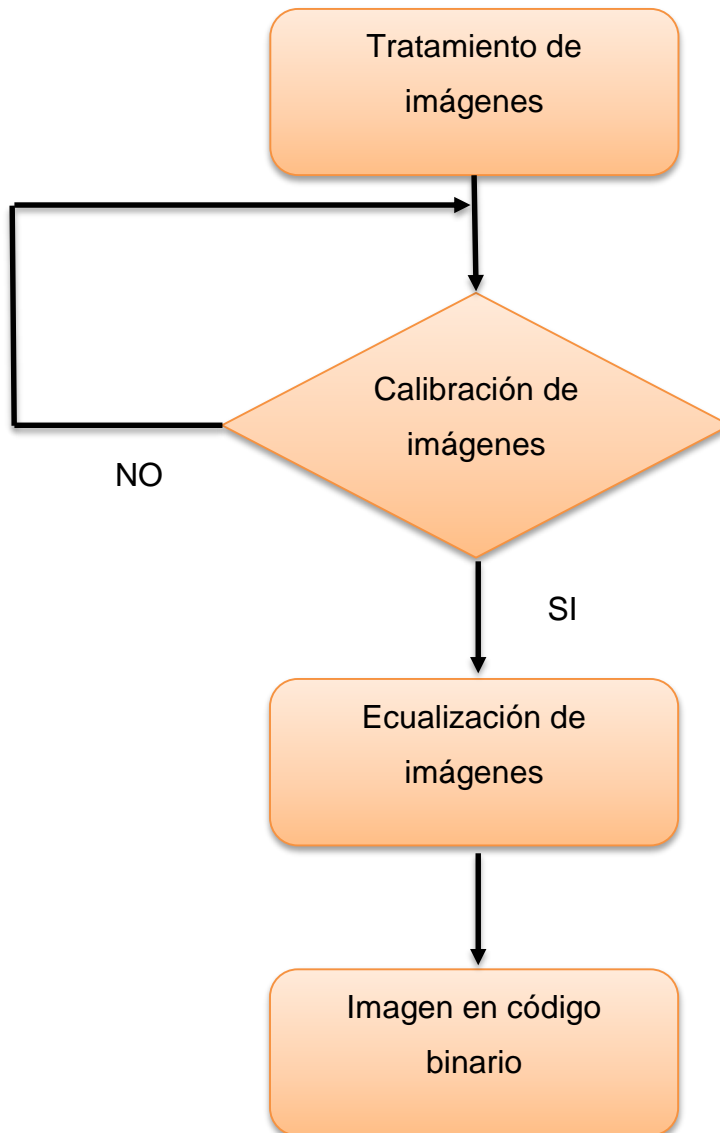 Tratamiento de
imágenes
Calibración de
imágenes
NO
SI
Ecualización de
imágenes
Imagen en código
binario